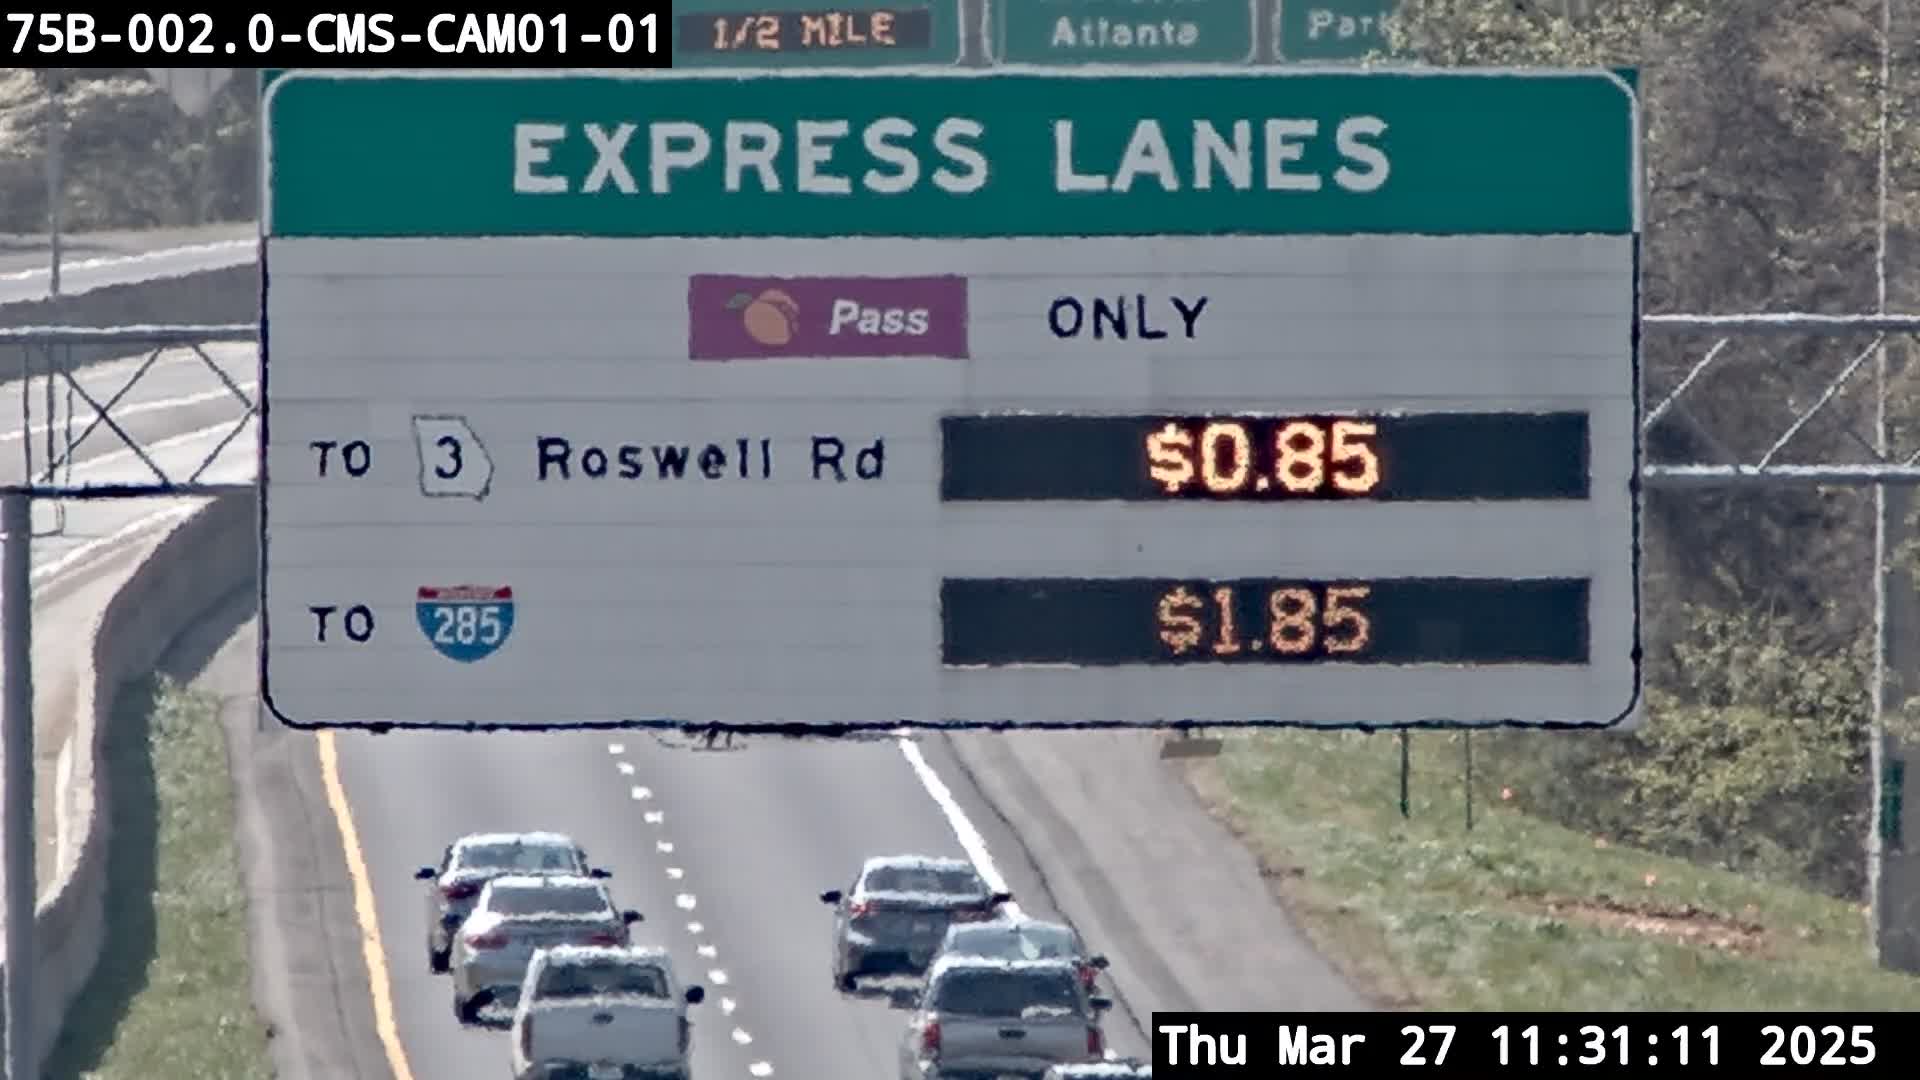 75B-002.0-CMS-CAM01-01
1/2 MILE
Atlanta
EXPRESS LANES
Pass ONLY
TO 3 Roswell Rd $0.85
TO 285 $1.85
Thu Mar 27 11:31:11 2025